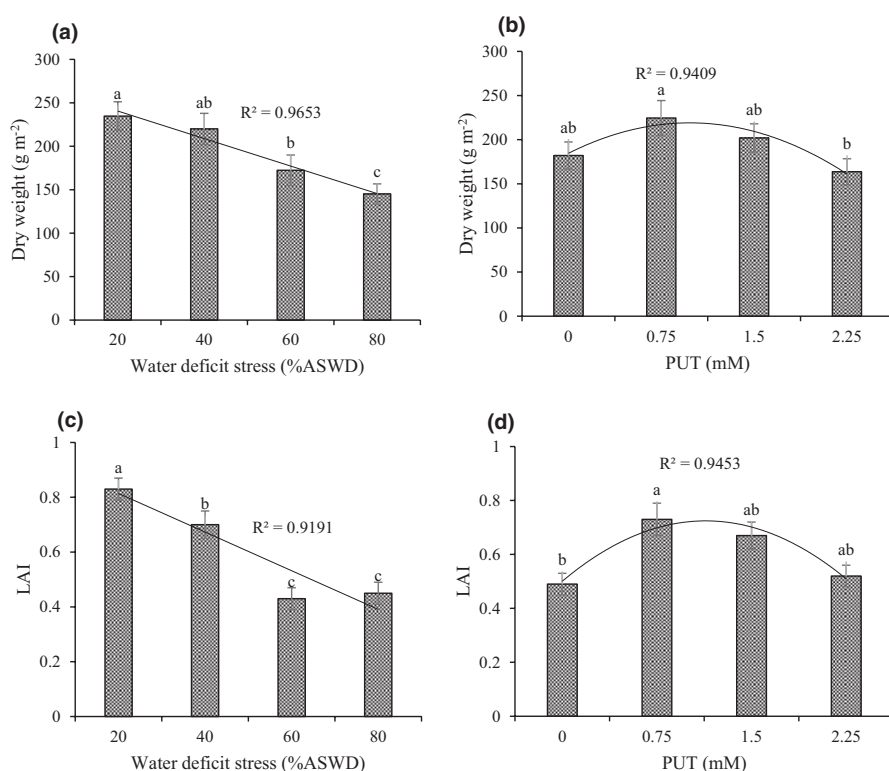 (a)
300
250
200
150
100
50
0
Dry weight (g m⁻²)
a
ab
b
c
R² = 0.9653
20 40 60 80
Water deficit stress (%ASWD)
(b)
300
250
200
150
100
50
0
Dry weight (g m⁻²)
R² = 0.9409
ab
a
ab
b
0 0.75 1.5 2.25
PUT (mM)
(c)
1
0.8
0.6
0.4
0.2
0
LAI
a
b
c
c
R² = 0.9191
20 40 60 80
Water deficit stress (%ASWD)
(d)
1
0.8
0.6
0.4
0.2
0
LAI
R² = 0.9453
b
a
ab
ab
0 0.75 1.5 2.25
PUT (mM)